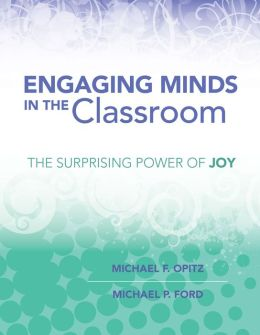 ENGAGING MINDS
IN THE Classroom
THE SURPRISING POWER OF JOY
MICHAEL F. OPITZ
MICHAEL P. FORD